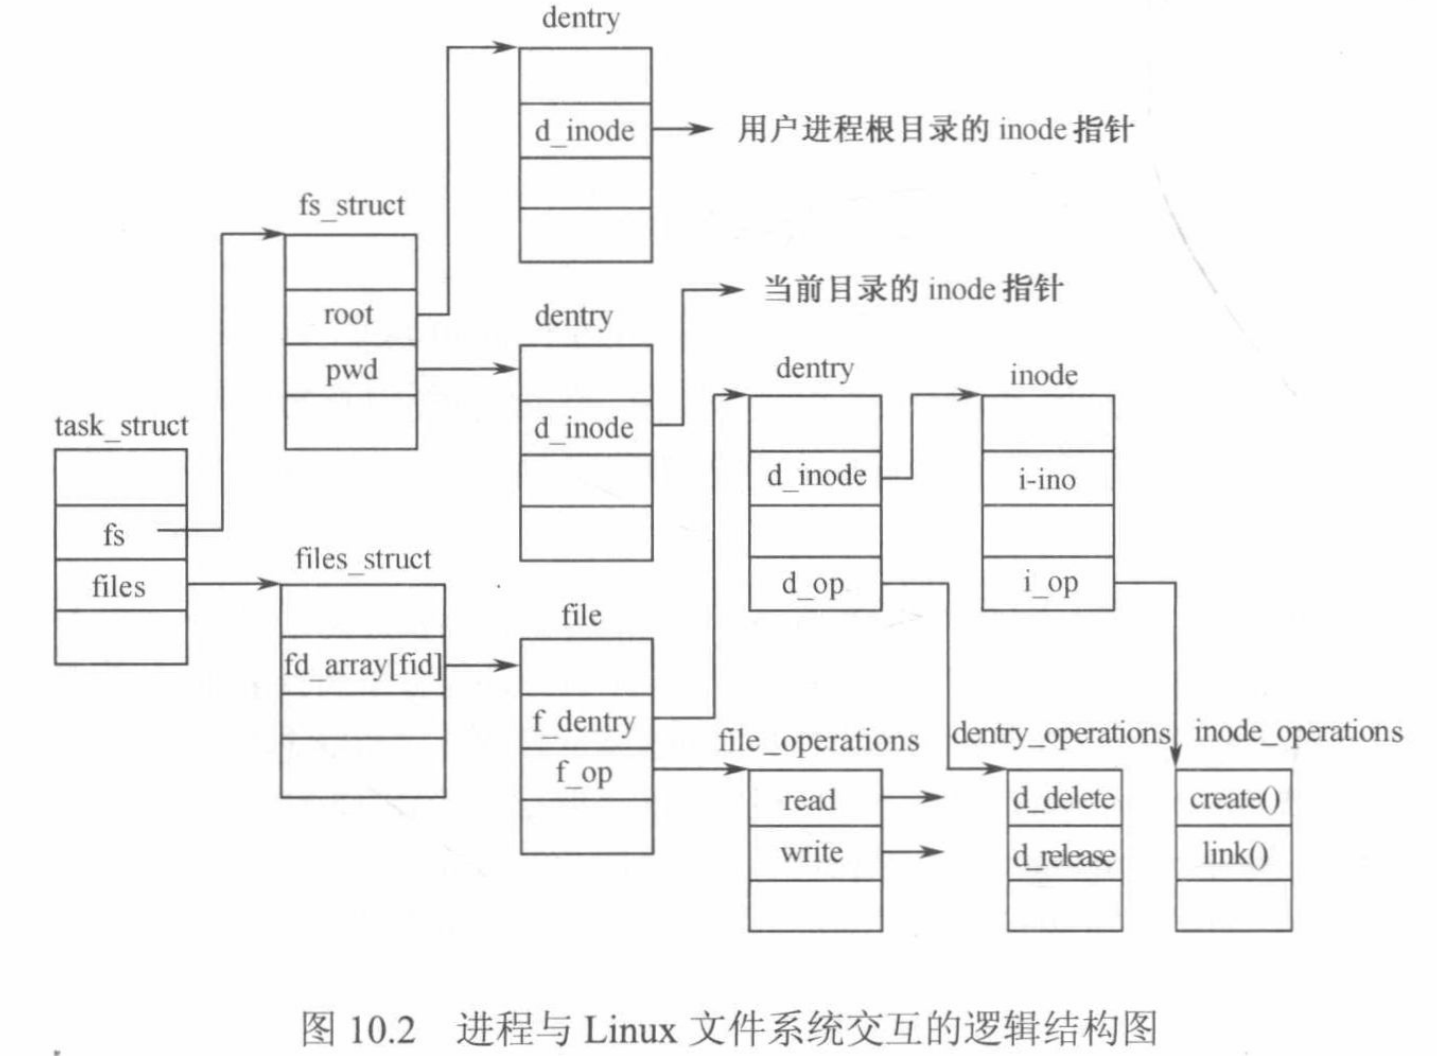 dentry
d_inode
用户进程根目录的 inode 指针
fs_struct
root
pwd
当前目录的 inode 指针
dentry
d_inode
dentry
d_inode
d_op
inode
i-ino
i_op
task_struct
fs
files
files_struct
fd_array[fid]
file
f_dentry
f_op
file_operations
read
write
dentry_operations
d_delete
d_release
inode_operations
create()
link()
图 10.2 进程与 Linux 文件系统交互的逻辑结构图